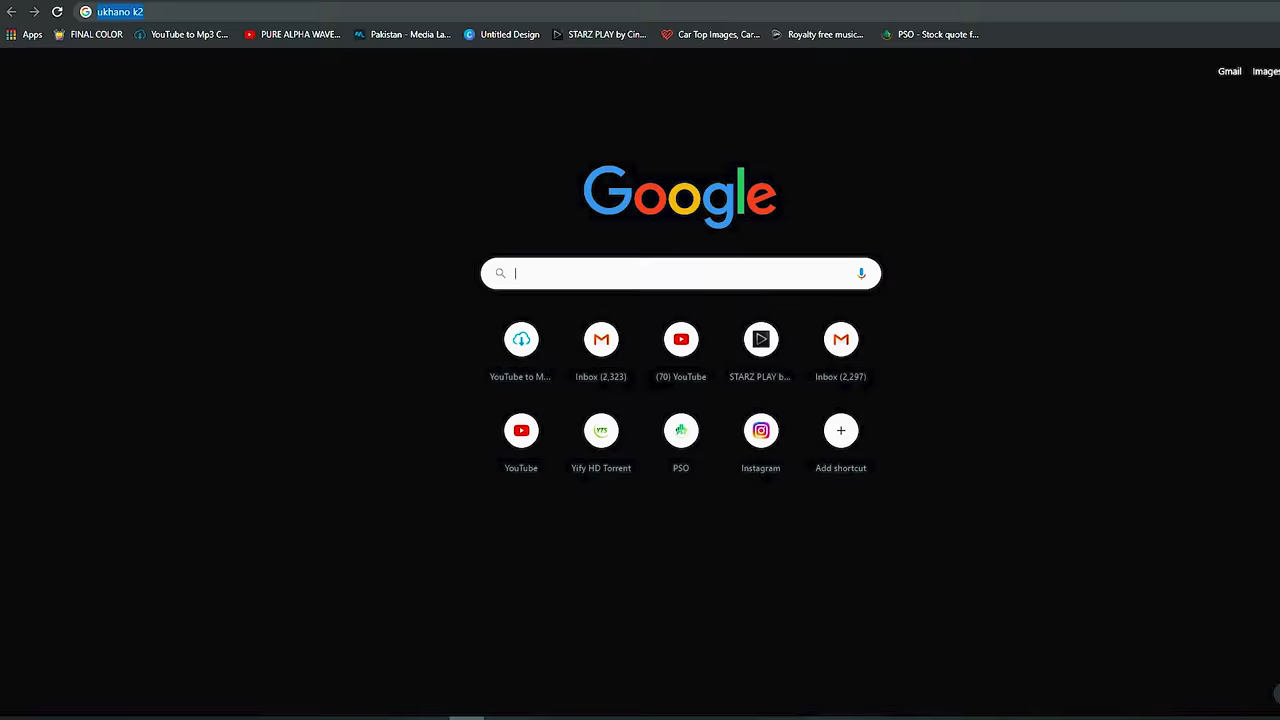 ukhano k2
Apps FINAL COLOR YouTube to Mp3 C... PURE ALPHA WAVE... Pakistan - Media La... Untitled Design STARZ PLAY by Cin... Car Top Images, Car... Royalty free music... PSO - Stock quote f...
Gmail Images
Google
YouTube to M... Inbox (2,323) (70) YouTube STARZ PLAY b... Inbox (2,297)
YTS
YouTube Yify HD Torrent PSO Instagram Add shortcut